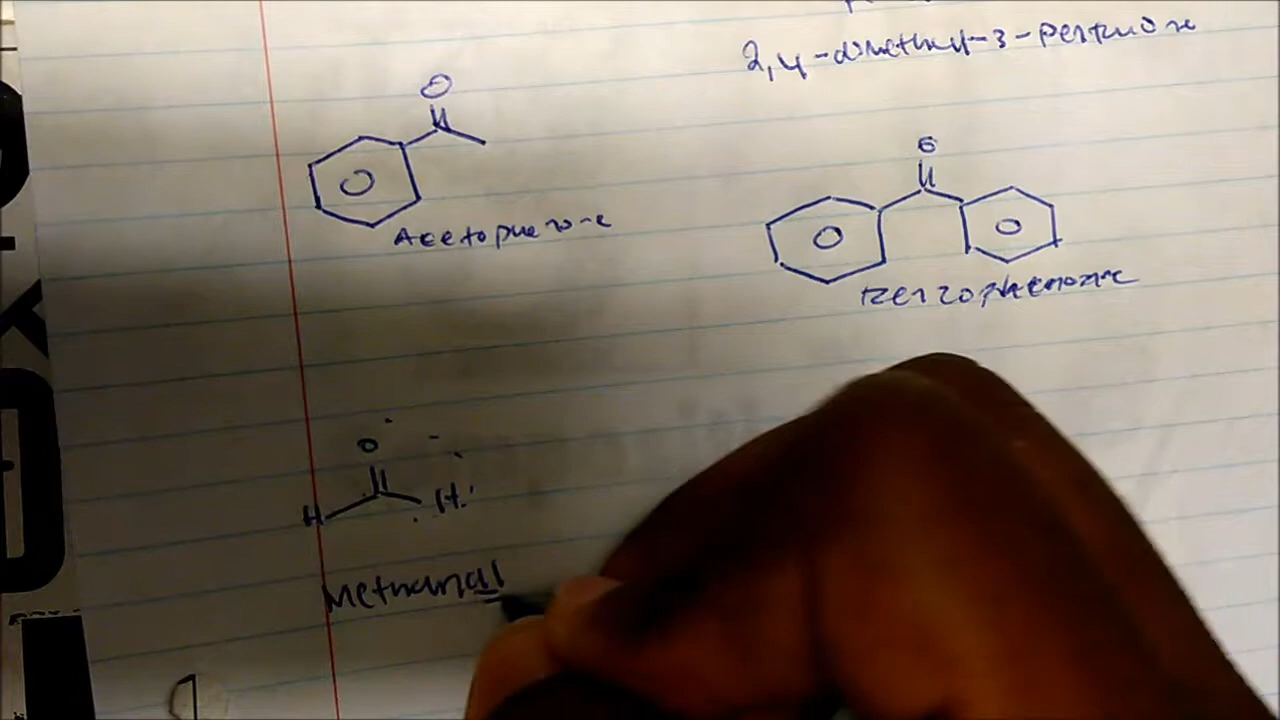 2,4-dimethyl-3-pentanone
O
Acetophenone
O
Benzophenone
O
H H
Methanal